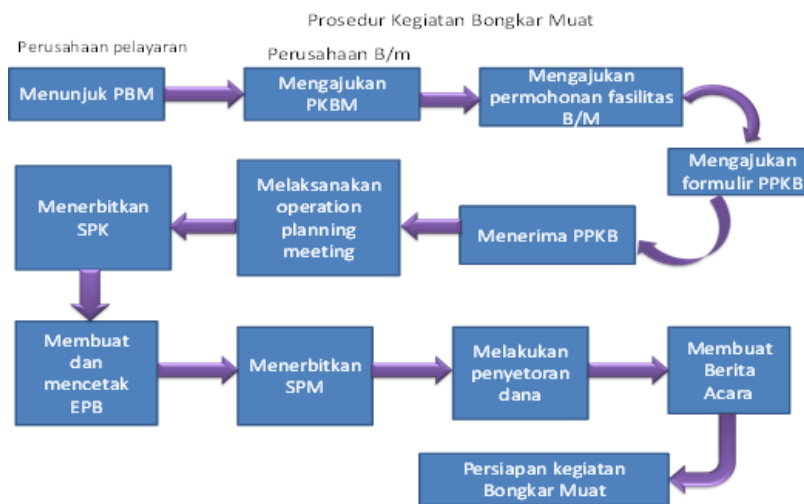 Prosedur Kegiatan Bongkar Muat
Perusahaan pelayaran
Perusahaan B/m
Menunjuk PBM
Mengajukan
PKBM
Mengajukan
permohonan fasilitas
B/M
Mengajukan
formulir PPKB
Menerima PPKB
Melaksanakan
operation
planning
meeting
Menerbitkan
SPK
Membuat
dan
mencetak
EPB
Menerbitkan
SPM
Melakukan
penyetoran
dana
Membuat
Berita
Acara
Persiapan kegiatan
Bongkar Muat